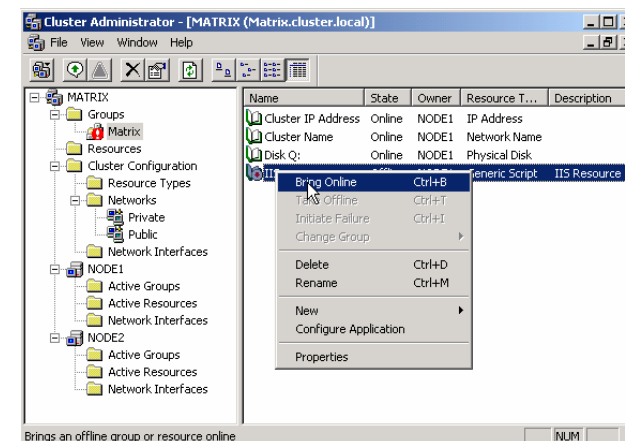 Cluster Administrator - [MATRIX (Matrix.cluster.local)]
File View Window Help
MATRIX
Groups
Matrix
Resources
Cluster Configuration
Resource Types
Networks
Private
Public
Network Interfaces
NODE1
Active Groups
Active Resources
Network Interfaces
NODE2
Active Groups
Active Resources
Network Interfaces
Name State Owner Resource T... Description
Cluster IP Address Online NODE1 IP Address
Cluster Name Online NODE1 Network Name
Disk Q: Online NODE1 Physical Disk
Generic Script IIS Resource
Bring Online Ctrl+B
Take Offline Ctrl+T
Initiate Failure Ctrl+I
Change Group
Delete Ctrl+D
Rename Ctrl+M
New
Configure Application
Properties
Brings an offline group or resource online NUM